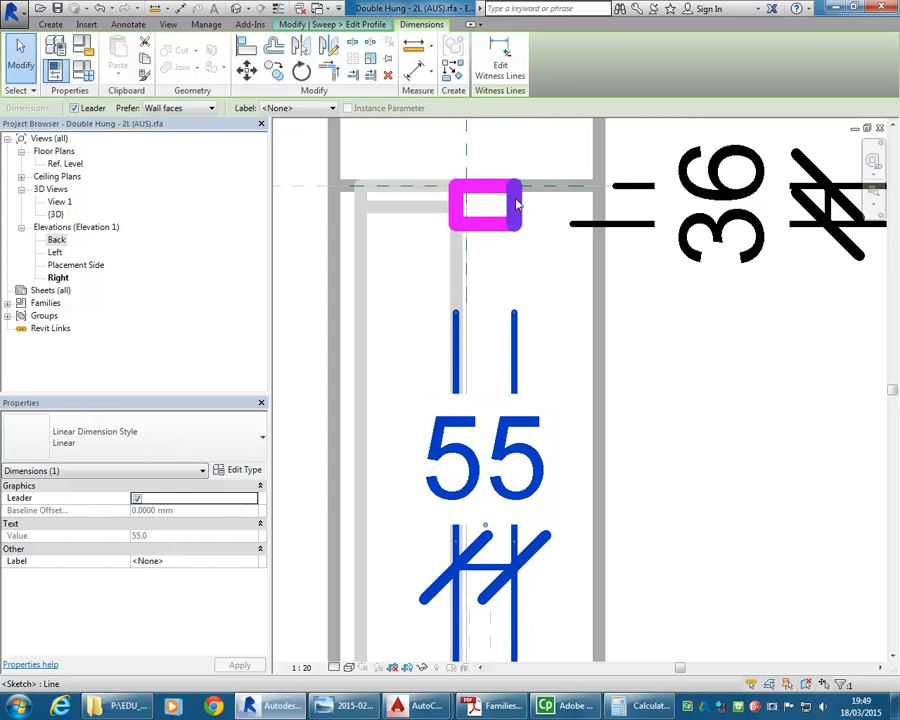 Double Hung - 2L (AUS).rfa - E...
Type a keyword or phrase
Sign In
Create
Insert
Annotate
View
Manage
Add-Ins
Modify | Sweep > Edit Profile
Dimensions
Modify
Paste
Cut
Join
Edit
Witness Lines
Select
Properties
Clipboard
Geometry
Modify
Measure
Create
Witness Lines
Dimensions
Leader
Prefer:
Wall faces
Label:
<None>
Instance Parameter
Project Browser - Double Hung - 2L (AUS).rfa
Views (all)
Floor Plans
Ref. Level
Ceiling Plans
3D Views
View 1
(3D)
Elevations (Elevation 1)
Back
Left
Placement Side
Right
Sheets (all)
Families
Groups
Revit Links
36
55
Properties
Linear Dimension Style
Linear
Dimensions (1)
Edit Type
Graphics
Leader
Baseline Offset...
0.0000 mm
Text
Value
55.0
Other
Label
<None>
Properties help
Apply
1 : 20
<Sketch> : Line
:1
P:\EDU_...
Autodes...
2015-02...
AutoC...
Families...
Adobe ...
Calculat...
19:49
18/03/2015